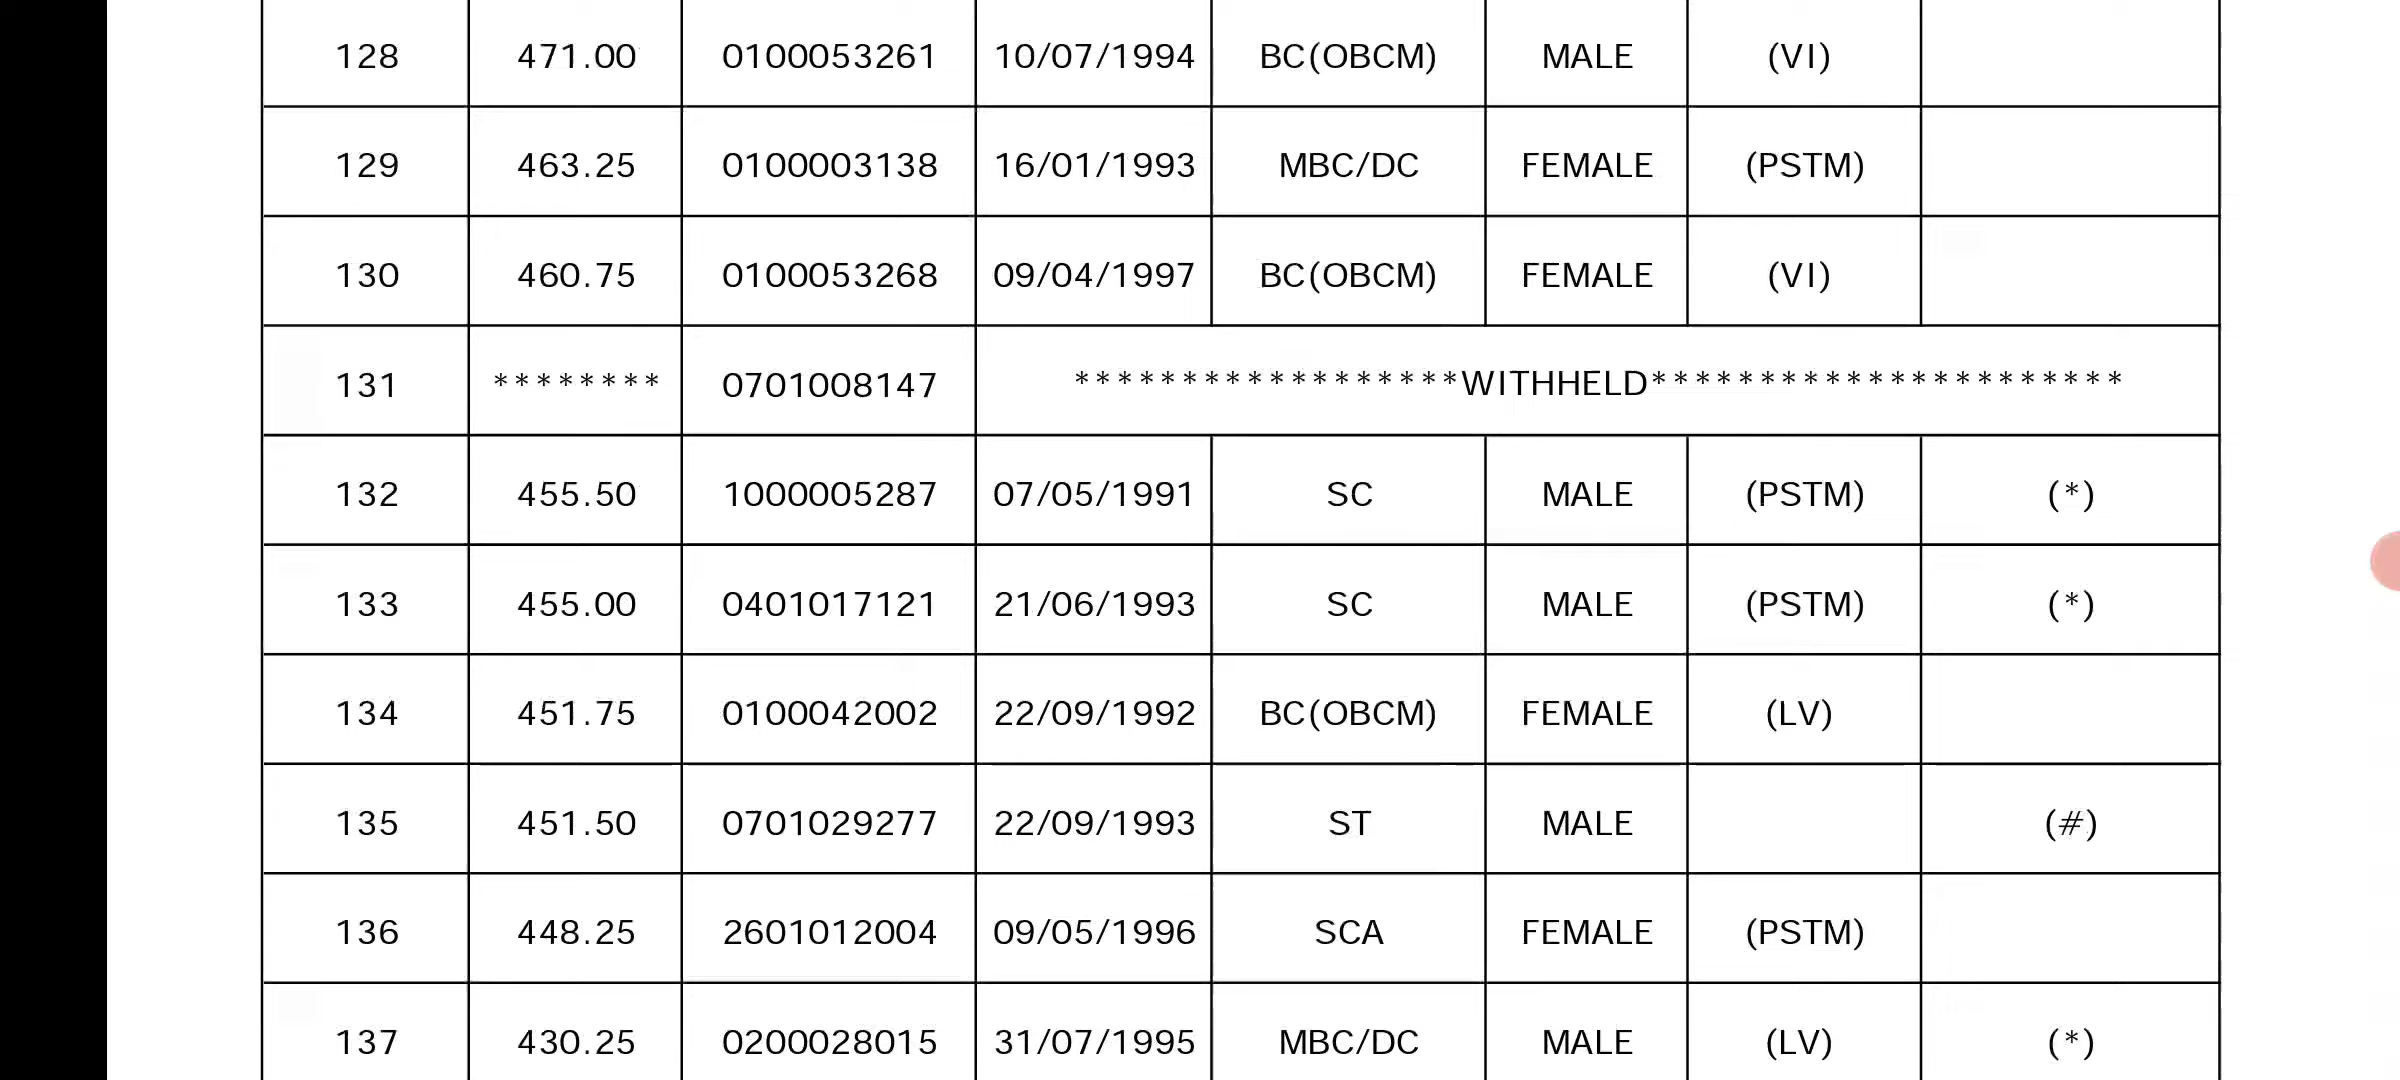 128 471.00 0100053261 10/07/1994 BC(OBCM) MALE (VI)
129 463.25 0100003138 16/01/1993 MBC/DC FEMALE (PSTM)
130 460.75 0100053268 09/04/1997 BC(OBCM) FEMALE (VI)
131 ******** 0701008147 ******************WITHHELD**********************
132 455.50 1000005287 07/05/1991 SC MALE (PSTM) (*)
133 455.00 0401017121 21/06/1993 SC MALE (PSTM) (*)
134 451.75 0100042002 22/09/1992 BC(OBCM) FEMALE (LV)
135 451.50 0701029277 22/09/1993 ST MALE (#)
136 448.25 2601012004 09/05/1996 SCA FEMALE (PSTM)
137 430.25 0200028015 31/07/1995 MBC/DC MALE (LV) (*)